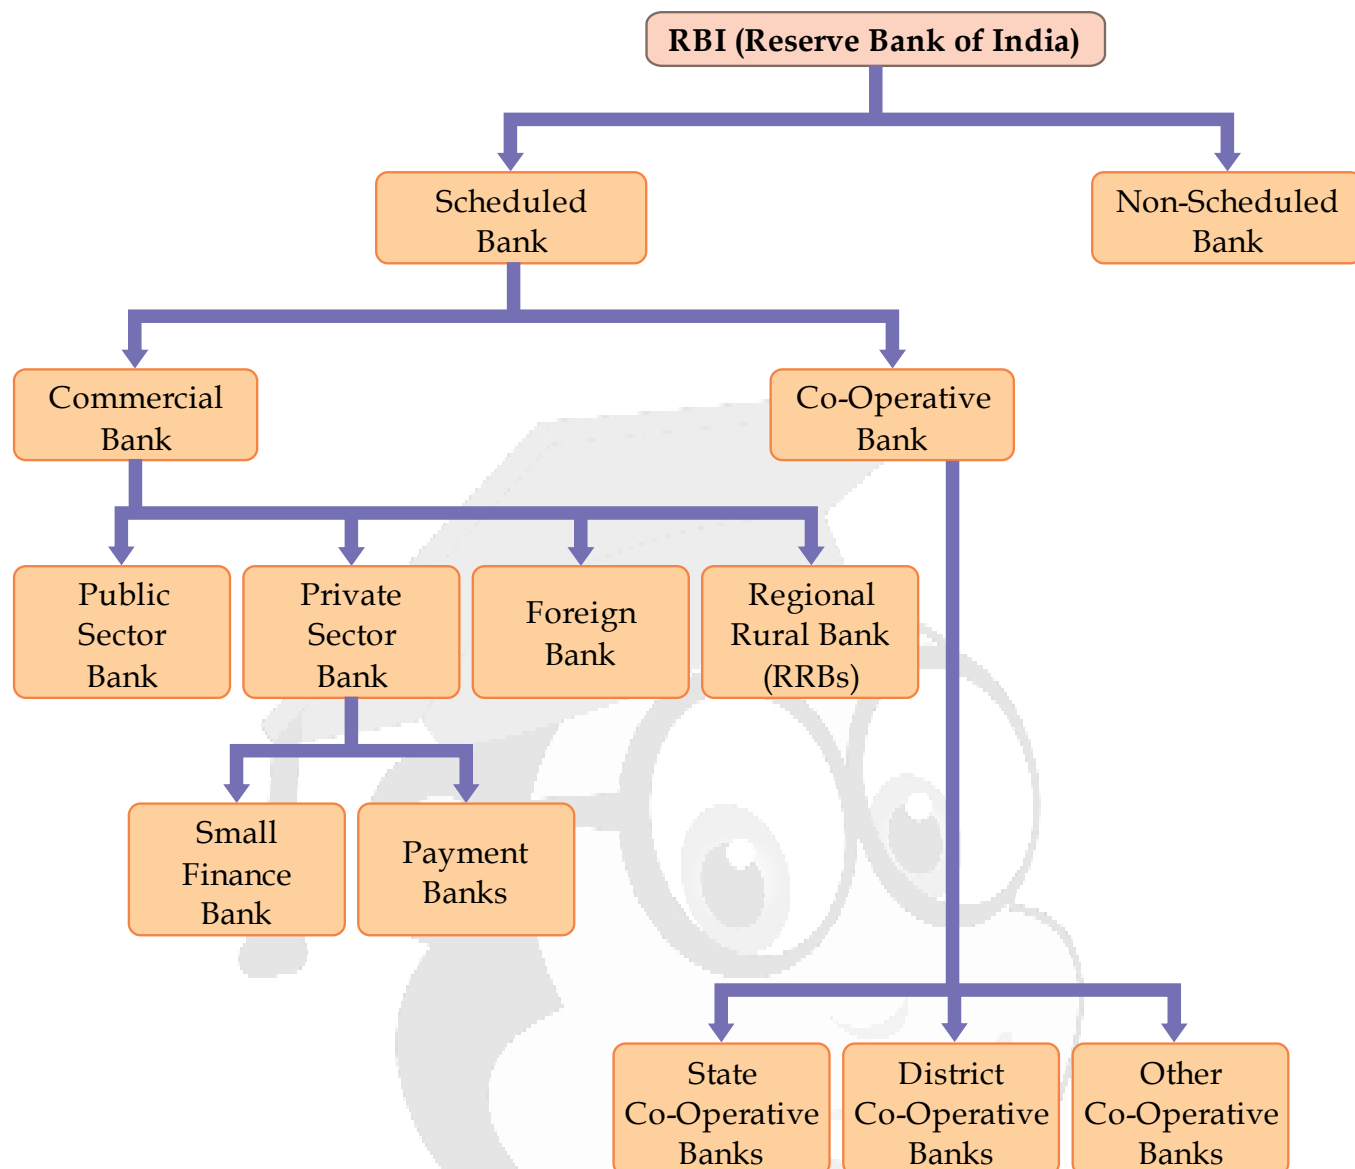 RBI (Reserve Bank of India)
Scheduled
Bank
Non-Scheduled
Bank
Commercial
Bank
Co-Operative
Bank
Public
Sector
Bank
Private
Sector
Bank
Foreign
Bank
Regional
Rural Bank
(RRBs)
Small
Finance
Bank
Payment
Banks
State
Co-Operative
Banks
District
Co-Operative
Banks
Other
Co-Operative
Banks